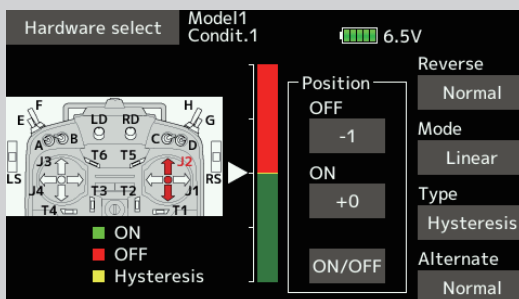 Hardware select
Model1
Condit.1
6.5V
F
E
LD
RD
H
G
A
B
C
D
J3
T6
T5
J2
LS
RS
J4
T3
T2
J1
T4
T1
ON
OFF
Hysteresis
Position
OFF
-1
ON
+0
ON/OFF
Reverse
Normal
Mode
Linear
Type
Hysteresis
Alternate
Normal